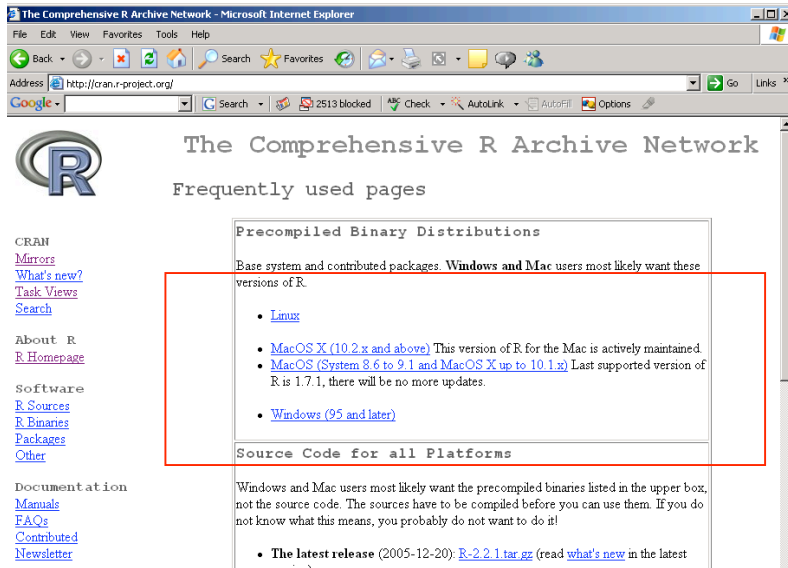 The Comprehensive R Archive Network - Microsoft Internet Explorer
File Edit View Favorites Tools Help
Back Search Favorites
Address http://cran.r-project.org/ Go Links »
Google Search 2513 blocked ABC Check AutoLink AutoFill Options
R
The Comprehensive R Archive Network
Frequently used pages
CRAN
Mirrors
What's new?
Task Views
Search
About R
R Homepage
Software
R Sources
R Binaries
Packages
Other
Documentation
Manuals
FAQs
Contributed
Newsletter
Precompiled Binary Distributions
Base system and contributed packages. Windows and Mac users most likely want these
versions of R.
• Linux
• MacOS X (10.2.x and above) This version of R for the Mac is actively maintained.
• MacOS (System 8.6 to 9.1 and MacOS X up to 10.1.x) Last supported version of
R is 1.7.1, there will be no more updates.
• Windows (95 and later)
Source Code for all Platforms
Windows and Mac users most likely want the precompiled binaries listed in the upper box,
not the source code. The sources have to be compiled before you can use them. If you do
not know what this means, you probably do not want to do it!
• The latest release (2005-12-20): R-2.2.1.tar.gz (read what's new in the latest